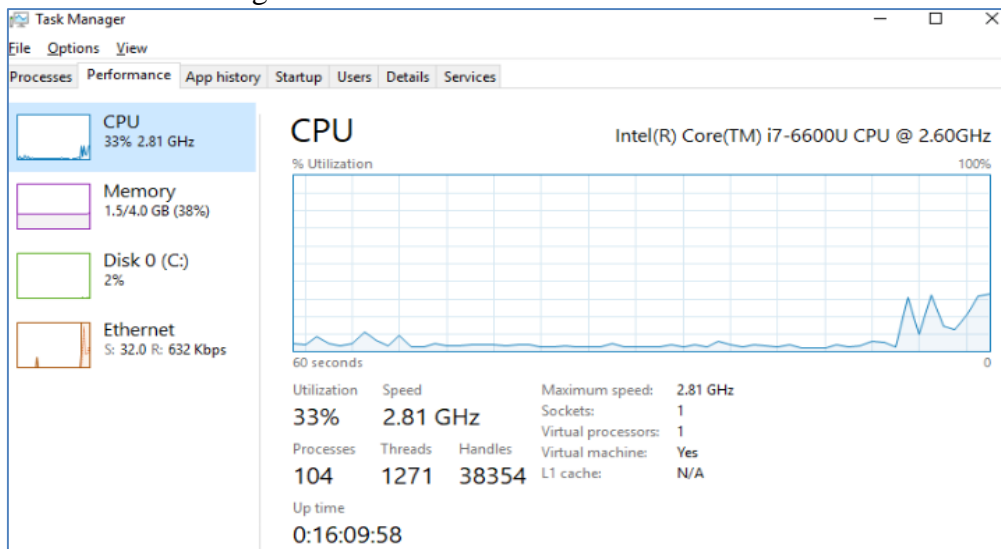 Task Manager
File Options View
Processes Performance App history Startup Users Details Services
CPU
33% 2.81 GHz
Memory
1.5/4.0 GB (38%)
Disk 0 (C:)
2%
Ethernet
S: 32.0 R: 632 Kbps
CPU Intel(R) Core(TM) i7-6600U CPU @ 2.60GHz
% Utilization 100%
60 seconds 0
Utilization Speed
33% 2.81 GHz
Processes Threads Handles
104 1271 38354
Up time
0:16:09:58
Maximum speed: 2.81 GHz
Sockets: 1
Virtual processors: 1
Virtual machine: Yes
L1 cache: N/A